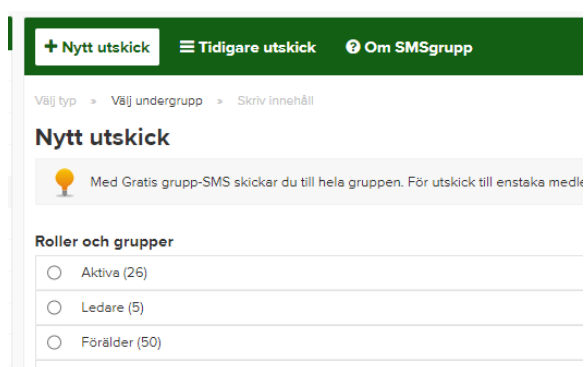 + Nytt utskick Tidigare utskick Om SMSgrupp
Välj typ » Välj undergrupp » Skriv innehåll
Nytt utskick
Med Gratis grupp-SMS skickar du till hela gruppen. För utskick till enstaka
Roller och grupper
Aktiva (26)
Ledare (5)
Förälder (50)